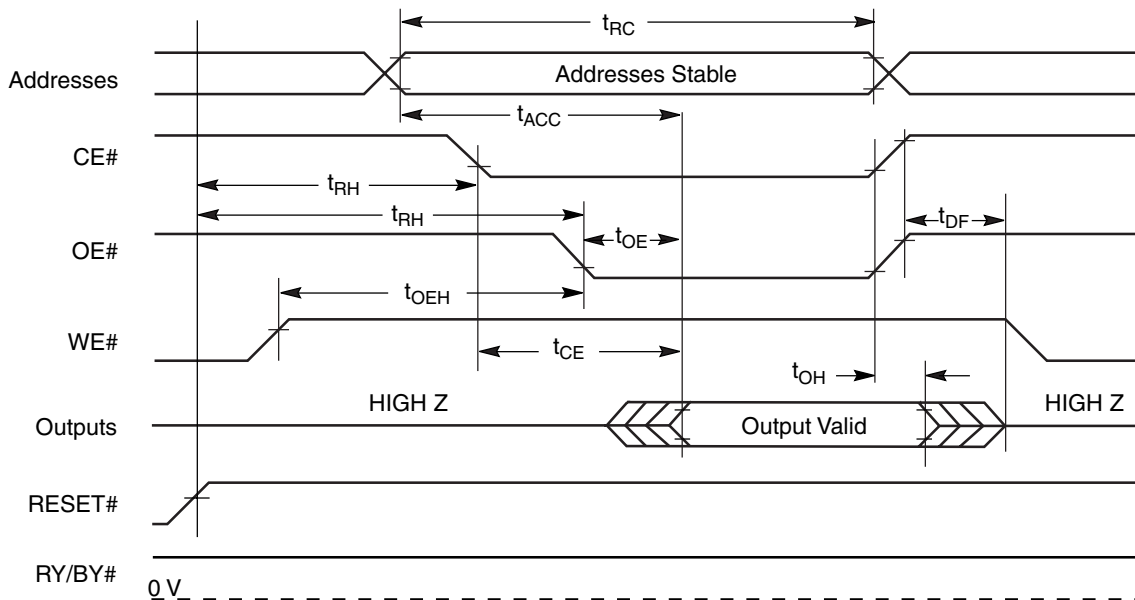 tRC
Addresses
Addresses Stable
tACC
CE#
tRH
tRH
tDF
OE#
tOE
tOEH
WE#
tCE
tOH
HIGH Z
HIGH Z
Outputs
Output Valid
RESET#
RY/BY#
0 V